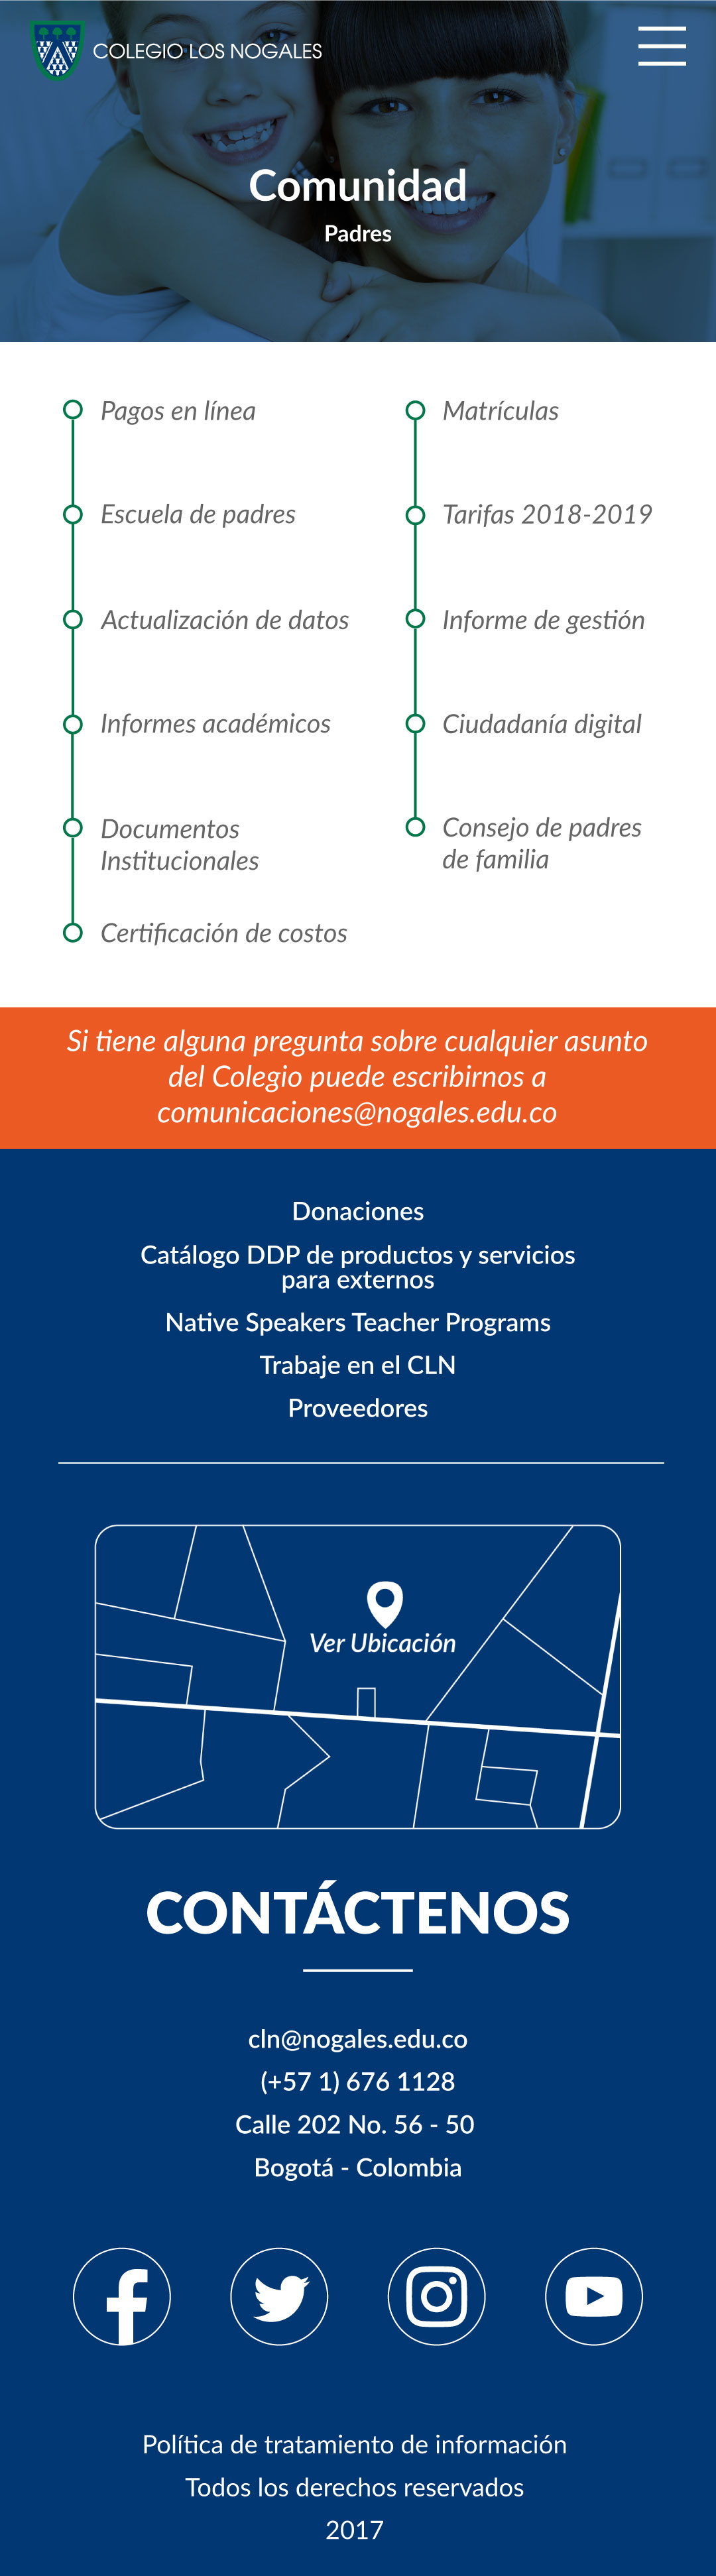 COLEGIO LOS NOGALES
Comunidad
Padres
Pagos en línea
Escuela de padres
Actualización de datos
Informes académicos
Documentos
Institucionales
Certificación de costos
Matrículas
Tarifas 2018-2019
Informe de gestión
Ciudadanía digital
Consejo de padres
de familia
Si tiene alguna pregunta sobre cualquier asunto
del Colegio puede escribirnos a
comunicaciones@nogales.edu.co
Donaciones
Catálogo DDP de productos y servicios
para externos
Native Speakers Teacher Programs
Trabaje en el CLN
Proveedores
Ver Ubicación
CONTÁCTENOS
cln@nogales.edu.co
(+57 1) 676 1128
Calle 202 No. 56 - 50
Bogotá - Colombia
Política de tratamiento de información
Todos los derechos reservados
2017